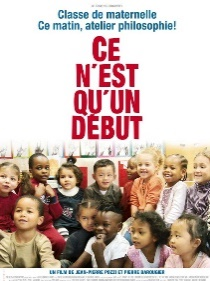 Classe de maternelle
Ce matin, atelier philosophie!
CE
N'EST
QU'UN
DÉBUT
UN FILM DE JEAN-PIERRE POZZI ET PIERRE BAROUGIER